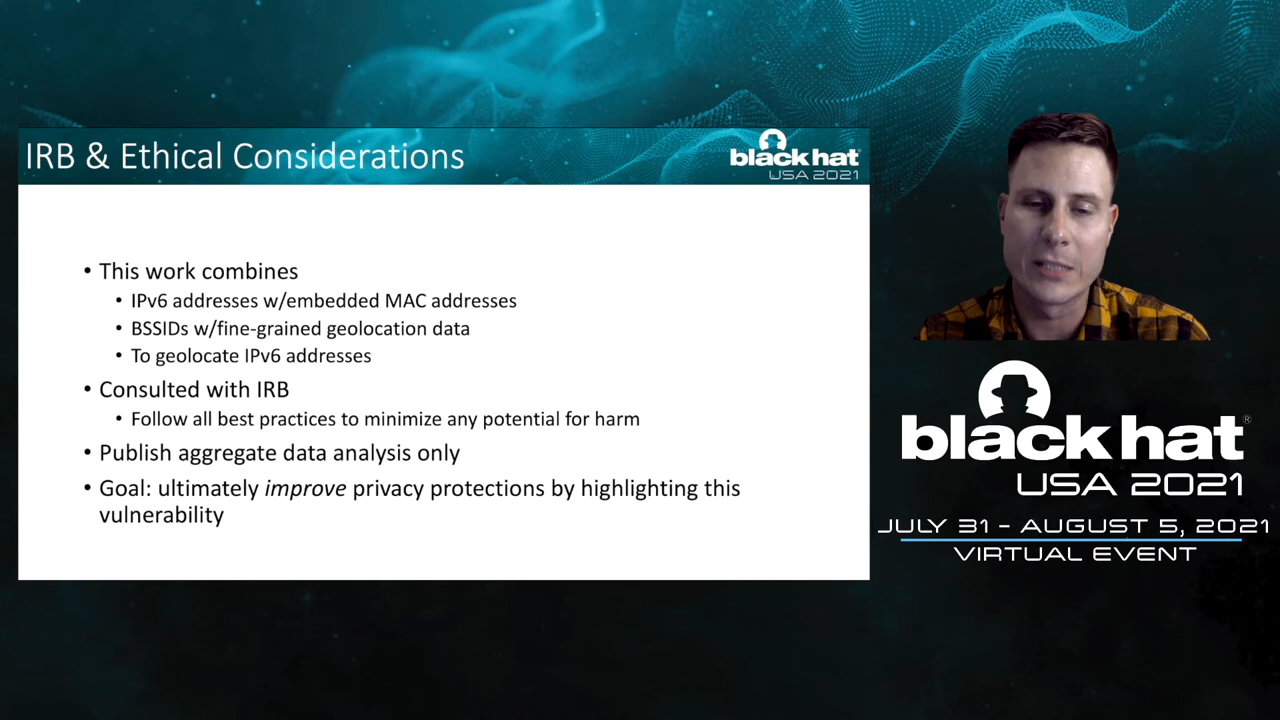 IRB & Ethical Considerations
black hat®
USA 2021
• This work combines
• IPv6 addresses w/embedded MAC addresses
• BSSIDs w/fine-grained geolocation data
• To geolocate IPv6 addresses
• Consulted with IRB
• Follow all best practices to minimize any potential for harm
• Publish aggregate data analysis only
• Goal: ultimately improve privacy protections by highlighting this
vulnerability
black hat®
USA 2021
JULY 31 - AUGUST 5, 2021
VIRTUAL EVENT